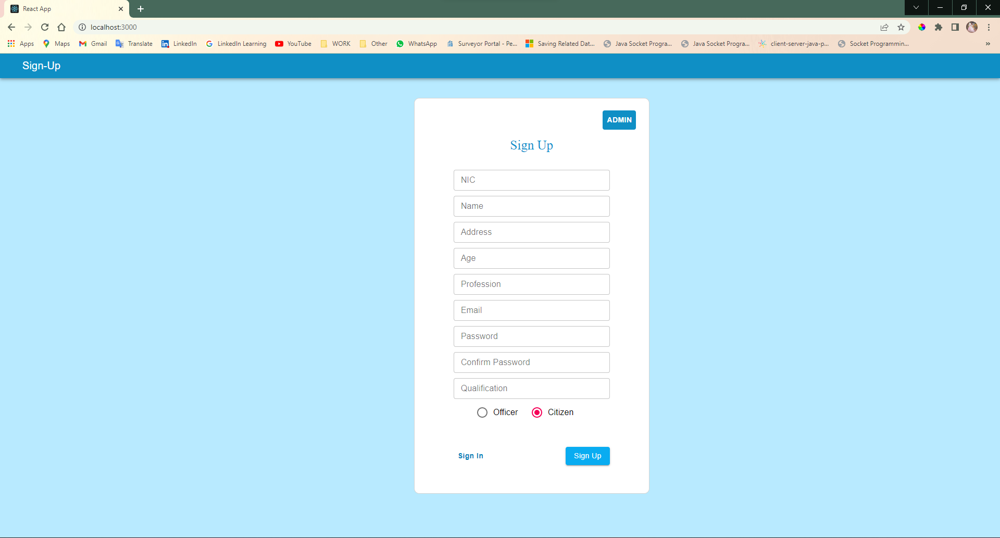 React App
localhost:3000
Apps Maps Gmail Translate LinkedIn LinkedIn Learning YouTube WORK Other WhatsApp Surveyor Portal - Pe... Saving Related Dat... Java Socket Progra... Java Socket Progra... client-server-java-p... Socket Programmin... »
Sign-Up
ADMIN
Sign Up
NIC
Name
Address
Age
Profession
Email
Password
Confirm Password
Qualification
Officer Citizen
Sign In Sign Up